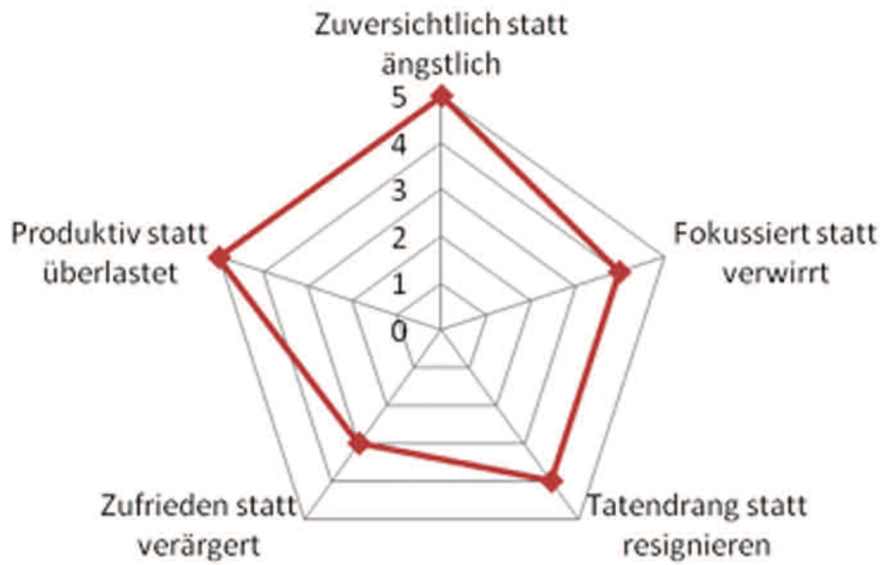 Zuversichtlich statt
ängstlich
5
4
3
2
1
0
Produktiv statt
überlastet
Fokussiert statt
verwirrt
Zufrieden statt
verärgert
Tatendrang statt
resignieren